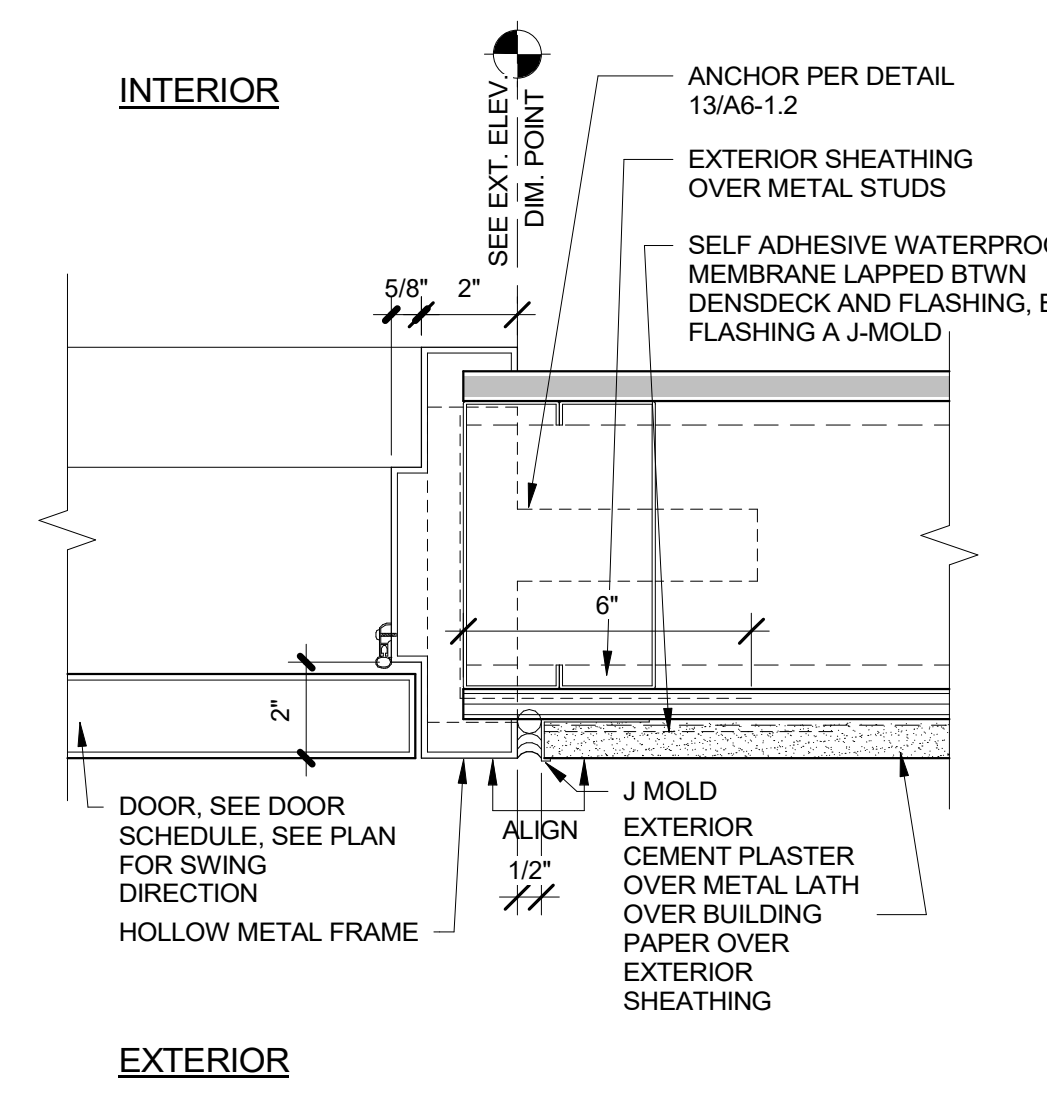 INTERIOR
SEE EXT. ELEV.
DIM. POINT
ANCHOR PER DETAIL
13/A6-1.2
EXTERIOR SHEATHING
OVER METAL STUDS
SELF ADHESIVE WATERPROO
MEMBRANE LAPPED BTWN
DENSDECK AND FLASHING,
FLASHING A J-MOLD
5/8"
2"
6"
2"
DOOR, SEE DOOR
SCHEDULE, SEE PLAN
FOR SWING
DIRECTION
HOLLOW METAL FRAME
ALIGN
1/2"
J MOLD
EXTERIOR
CEMENT PLASTER
OVER METAL LATH
OVER BUILDING
PAPER OVER
EXTERIOR
SHEATHING
EXTERIOR